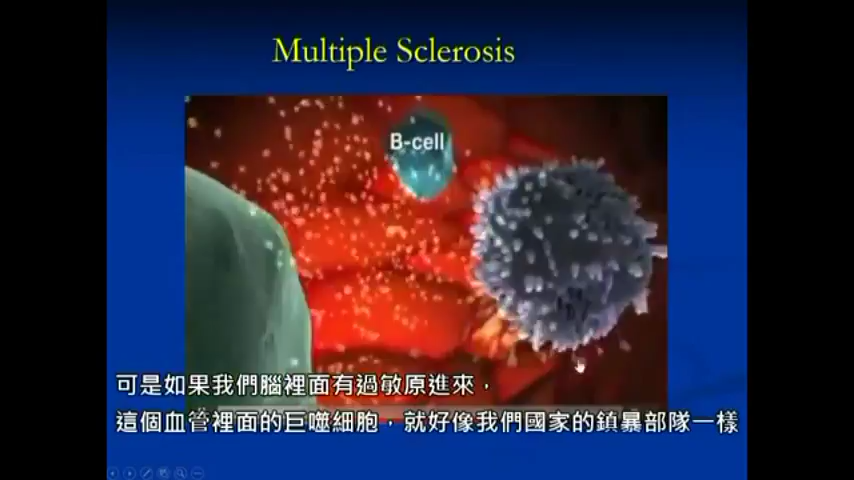 Multiple Sclerosis
B-cell
可是如果我們腦裡面有過敏原進來，
這個血管裡面的巨噬細胞，就好像我們國家的鎮暴部隊一樣